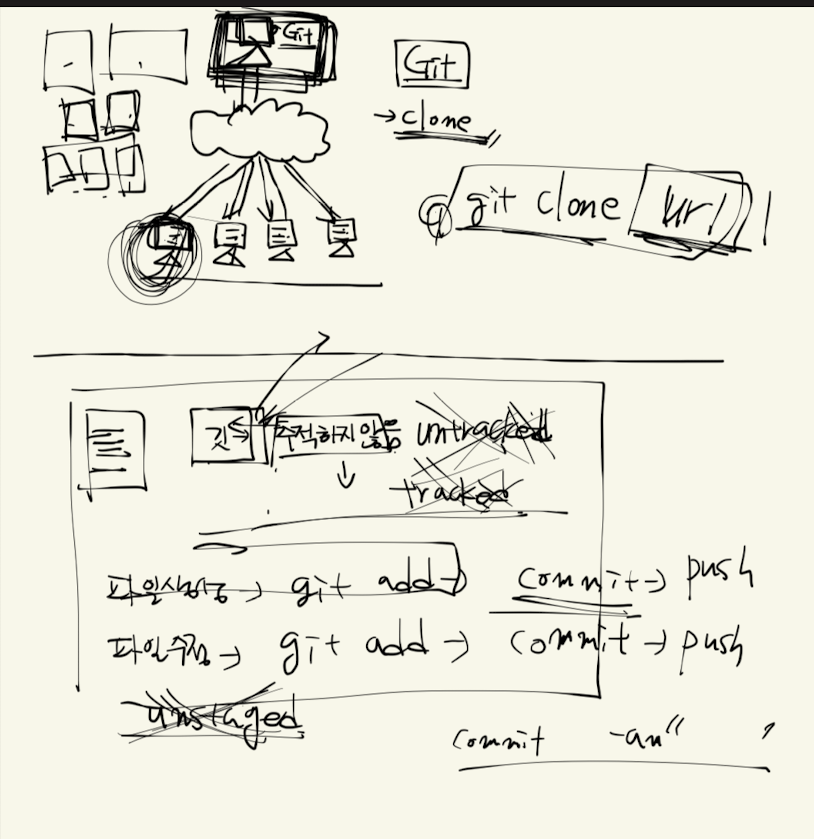 Git
Git
→ clone
git clone url
깃 추적하지 않음 untracked
↓
tracked
파일생성 → git add → commit → push
파일수정 → git add → commit → push
unstaged
commit -am " "